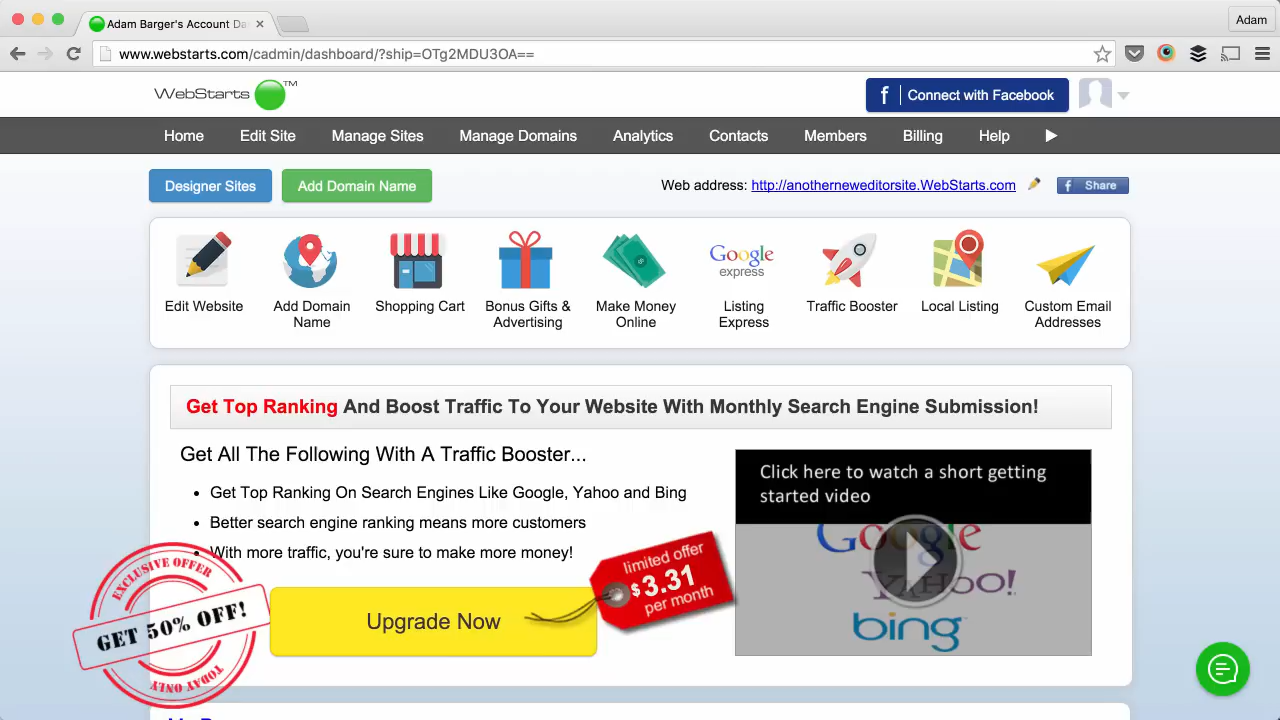 Adam Barger's Account Da
Adam
www.webstarts.com/cadmin/dashboard/?ship=OTg2MDU3OA==
WebStarts TM
f Connect with Facebook
Home Edit Site Manage Sites Manage Domains Analytics Contacts Members Billing Help
Designer Sites Add Domain Name Web address: http://anotherneweditorsite.WebStarts.com f Share
Google
express
Edit Website
Add Domain
Name
Shopping Cart
Bonus Gifts &
Advertising
Make Money
Online
Listing
Express
Traffic Booster
Local Listing
Custom Email
Addresses
Get Top Ranking And Boost Traffic To Your Website With Monthly Search Engine Submission!
Get All The Following With A Traffic Booster...
• Get Top Ranking On Search Engines Like Google, Yahoo and Bing
• Better search engine ranking means more customers
• With more traffic, you're sure to make more money!
Click here to watch a short getting
started video
Google
YAHOO!
bing
limited offer
$3.31
per month
Upgrade Now
EXCLUSIVE OFFER
GET 50% OFF!
TODAY ONLY